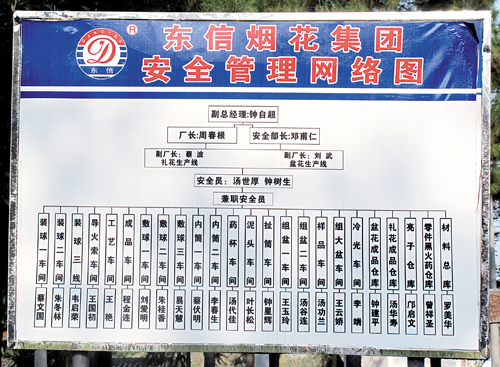 东信
®
东信烟花集团
安全管理网络图
副总经理:钟自超
厂长:周春根
安全部长:邓甫仁
副厂长:蔡 波
礼花生产线
副厂长:刘 武
盆花生产线
安全员: 汤世厚 钟树生
兼职安全员
装球一车间 蔡文国
装球二车间 朱冬林
装球三线 韦启荣
导火索车间 王国初
工艺车间 王艳
成品车间 程金连
敷球一车间 刘爱明
敷球二车间 朱桂香
敷球三车间 易天慧
内筒一车间 蔡伏明
内筒二车间 李春生
药杯车间 汤代佳
泥头车间 叶长松
扯筒车间 钟星辉
组盆一车间 王玉玲
组盆二车间 汤谷连
样品车间 汤功兰
组大盆车间 王云娇
冷光车间 李嫡
盆花成品仓库 钟建平
礼花成品仓库 汤华寿
亮子仓库 邝启文
零件黑火药仓库 曾祥圣
材料总库 罗美华